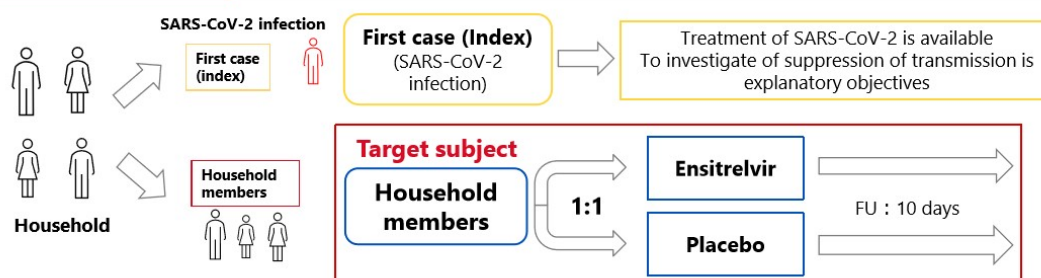 SARS-CoV-2 infection
First case
(index)
First case (Index)
(SARS-CoV-2
infection)
Treatment of SARS-CoV-2 is available
To investigate of suppression of transmission is
explanatory objectives
Household
Household
members
Target subject
Household
members
1:1
Ensitrelvir
Placebo
FU：10 days